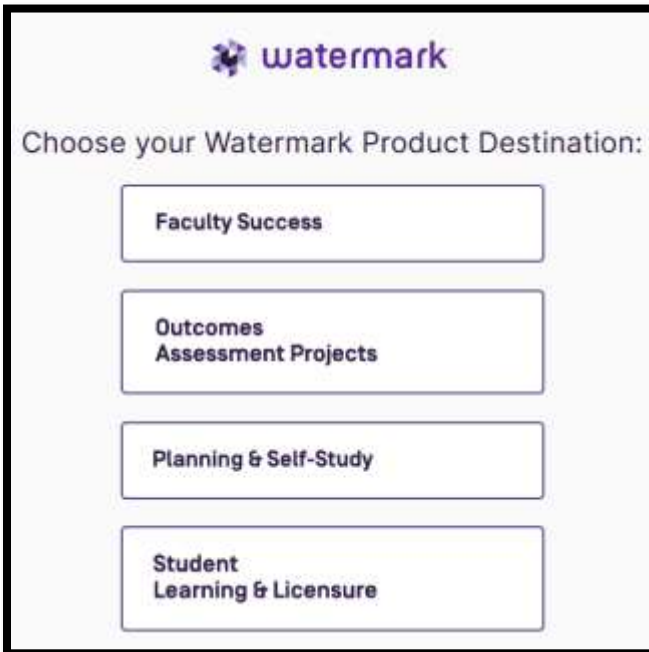 watermark
Choose your Watermark Product Destination:
Faculty Success
Outcomes
Assessment Projects
Planning & Self-Study
Student
Learning & Licensure